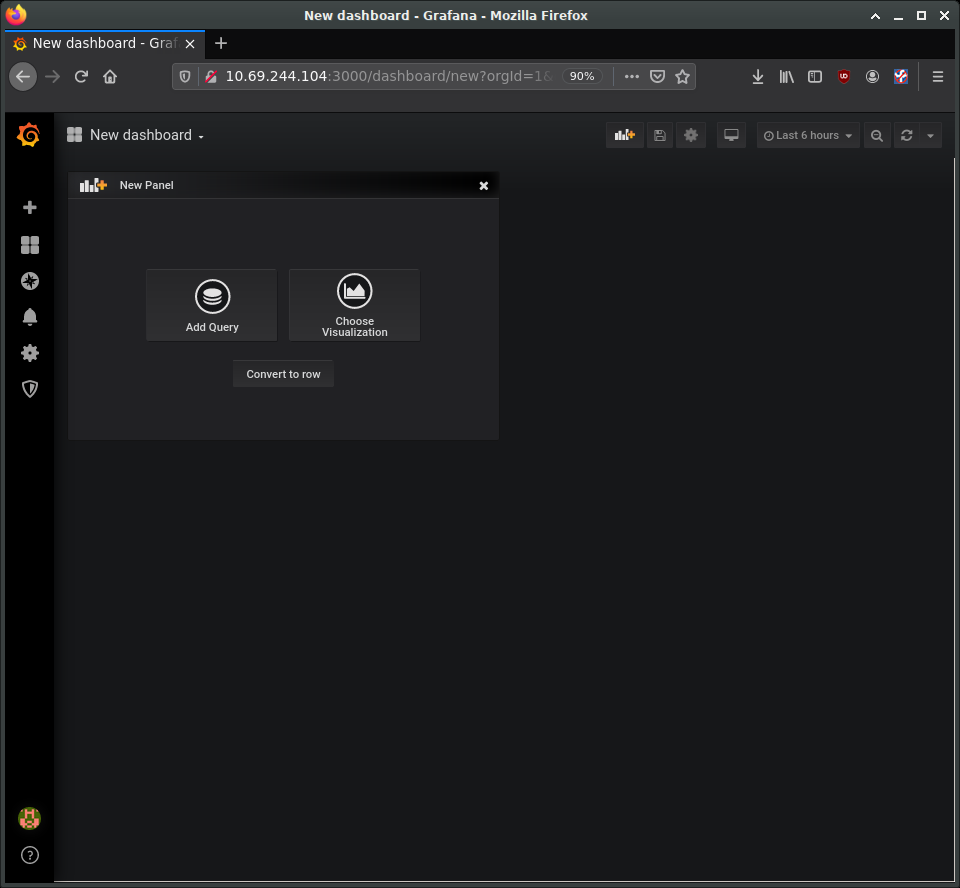 New dashboard - Grafana - Mozilla Firefox
New dashboard - Graf
10.69.244.104:3000/dashboard/new?orgId=1&
90%
New dashboard
Last 6 hours
New Panel
Add Query
Choose
Visualization
Convert to row
?